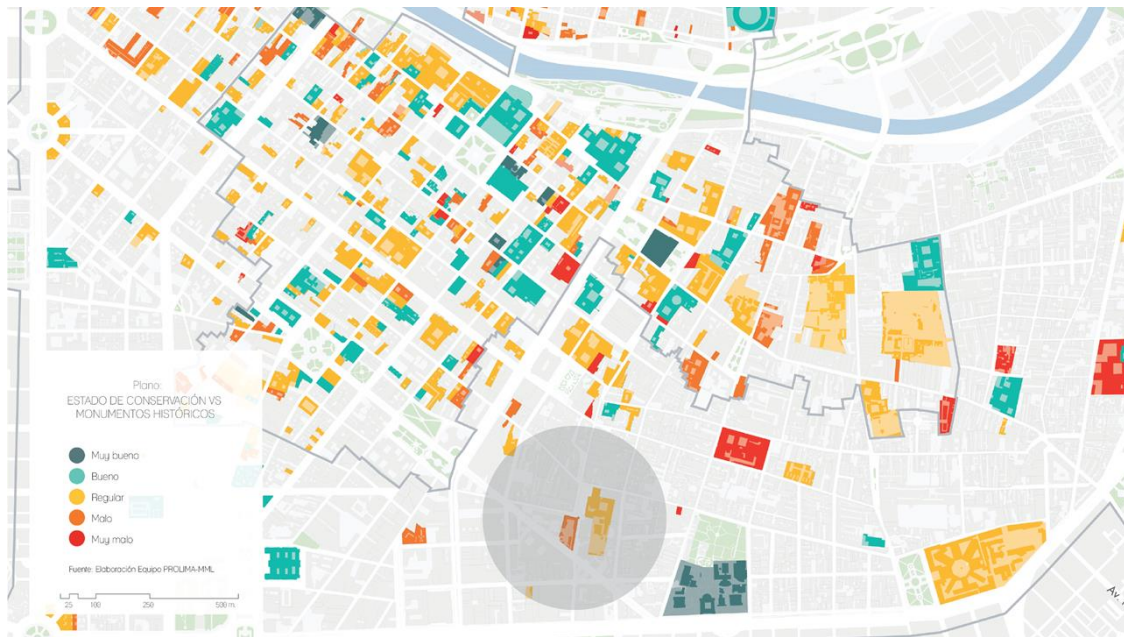 Plano:
ESTADO DE CONSERVACIÓN VS
MONUMENTOS HISTÓRICOS
Muy bueno
Bueno
Regular
Malo
Muy malo
Fuente: Elaboración Equipo PROLIMA-MML
25 100 250 500 m.
Av.